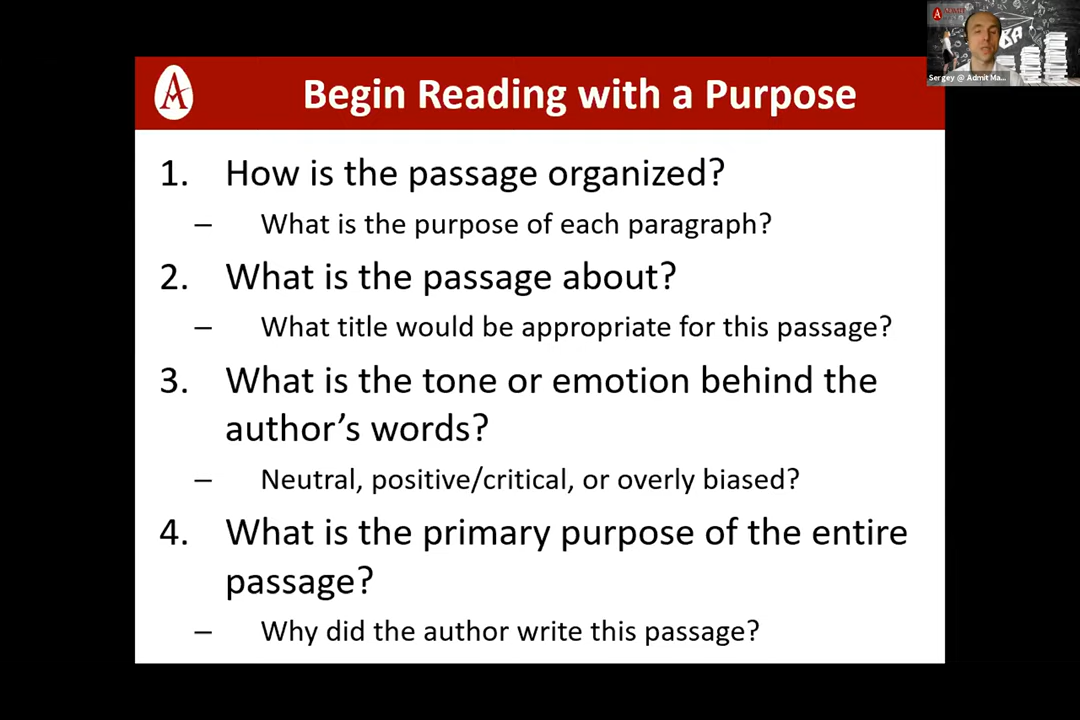 Begin Reading with a Purpose
1. How is the passage organized?
– What is the purpose of each paragraph?
2. What is the passage about?
– What title would be appropriate for this passage?
3. What is the tone or emotion behind the
author's words?
– Neutral, positive/critical, or overly biased?
4. What is the primary purpose of the entire
passage?
– Why did the author write this passage?
A
Sergey @ Admit Ma...